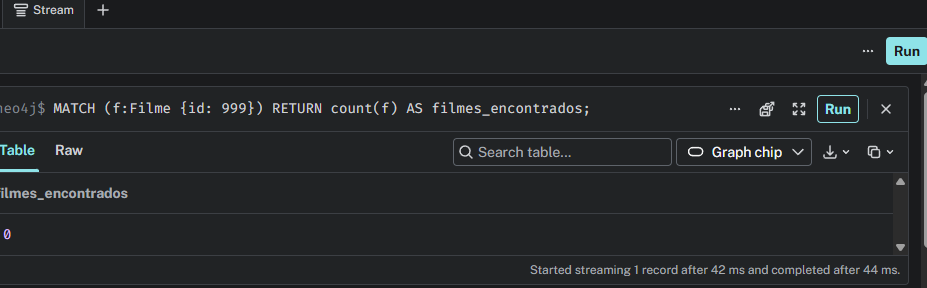 Stream
Run
neo4j$ MATCH (f:Filme {id: 999}) RETURN count(f) AS filmes_encontrados;
Run
Table Raw
Search table...
Graph chip
filmes_encontrados
0
Started streaming 1 record after 42 ms and completed after 44 ms.